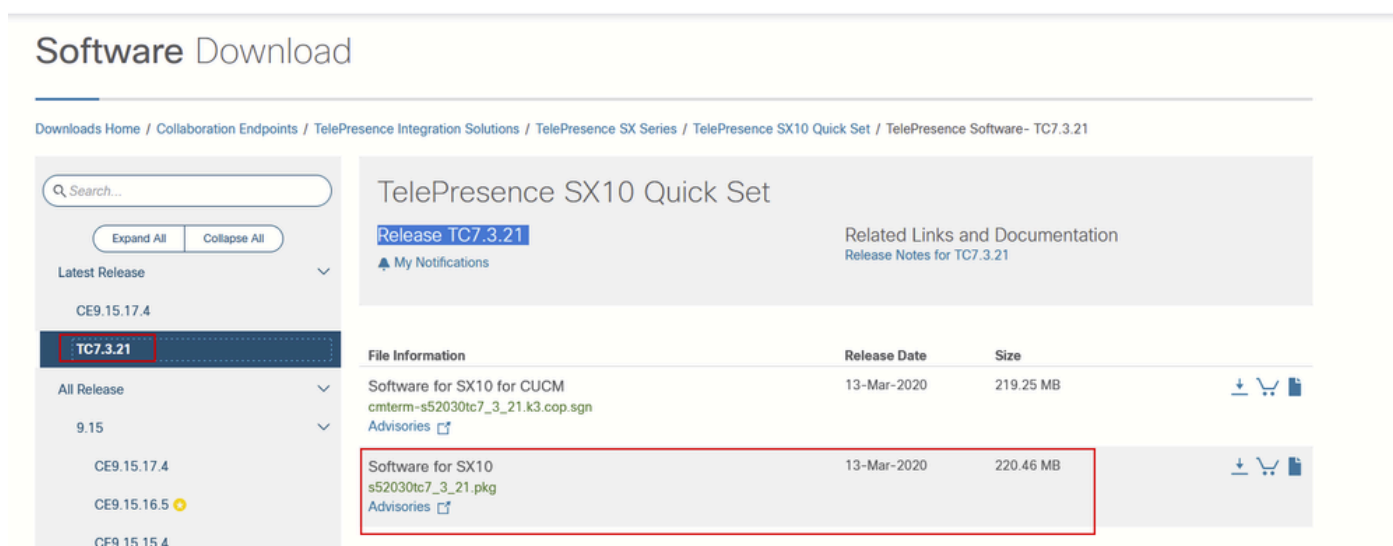 Software Download
Downloads Home / Collaboration Endpoints / TelePresence Integration Solutions / TelePresence SX Series / TelePresence SX10 Quick Set / TelePresence Software- TC7.3.21
Search...
Expand All Collapse All
Latest Release
CE9.15.17.4
TC7.3.21
All Release
9.15
CE9.15.17.4
CE9.15.16.5
CE9.15.15.4
TelePresence SX10 Quick Set
Release TC7.3.21
My Notifications
Related Links and Documentation
Release Notes for TC7.3.21
File Information Release Date Size
Software for SX10 for CUCM 13-Mar-2020 219.25 MB
cmterm-s52030tc7_3_21.k3.cop.sgn
Advisories
Software for SX10 13-Mar-2020 220.46 MB
s52030tc7_3_21.pkg
Advisories